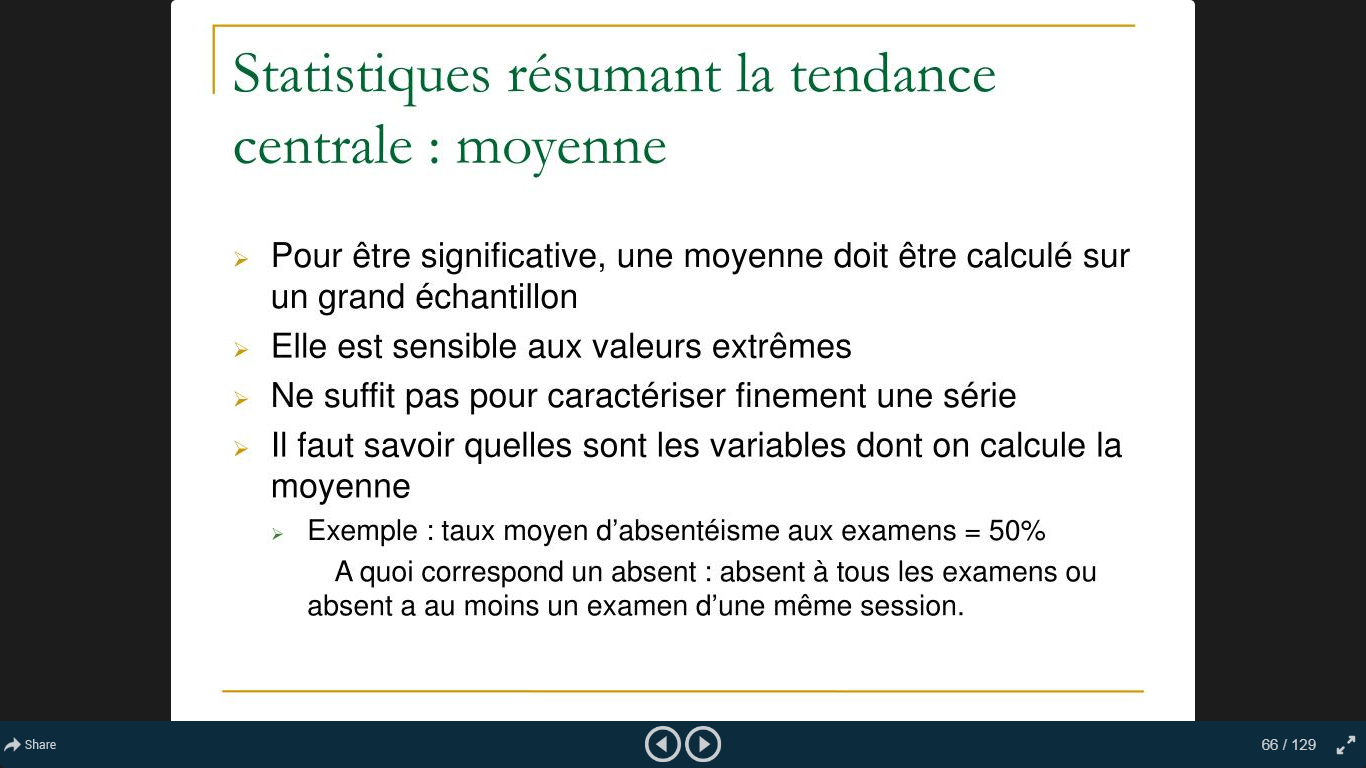 Statistiques résumant la tendance
centrale : moyenne
Pour être significative, une moyenne doit être calculé sur
un grand échantillon
Elle est sensible aux valeurs extrêmes
Ne suffit pas pour caractériser finement une série
Il faut savoir quelles sont les variables dont on calcule la
moyenne
Exemple : taux moyen d’absentéisme aux examens = 50%
A quoi correspond un absent : absent à tous les examens ou
absent a au moins un examen d’une même session.
Share
66 / 129